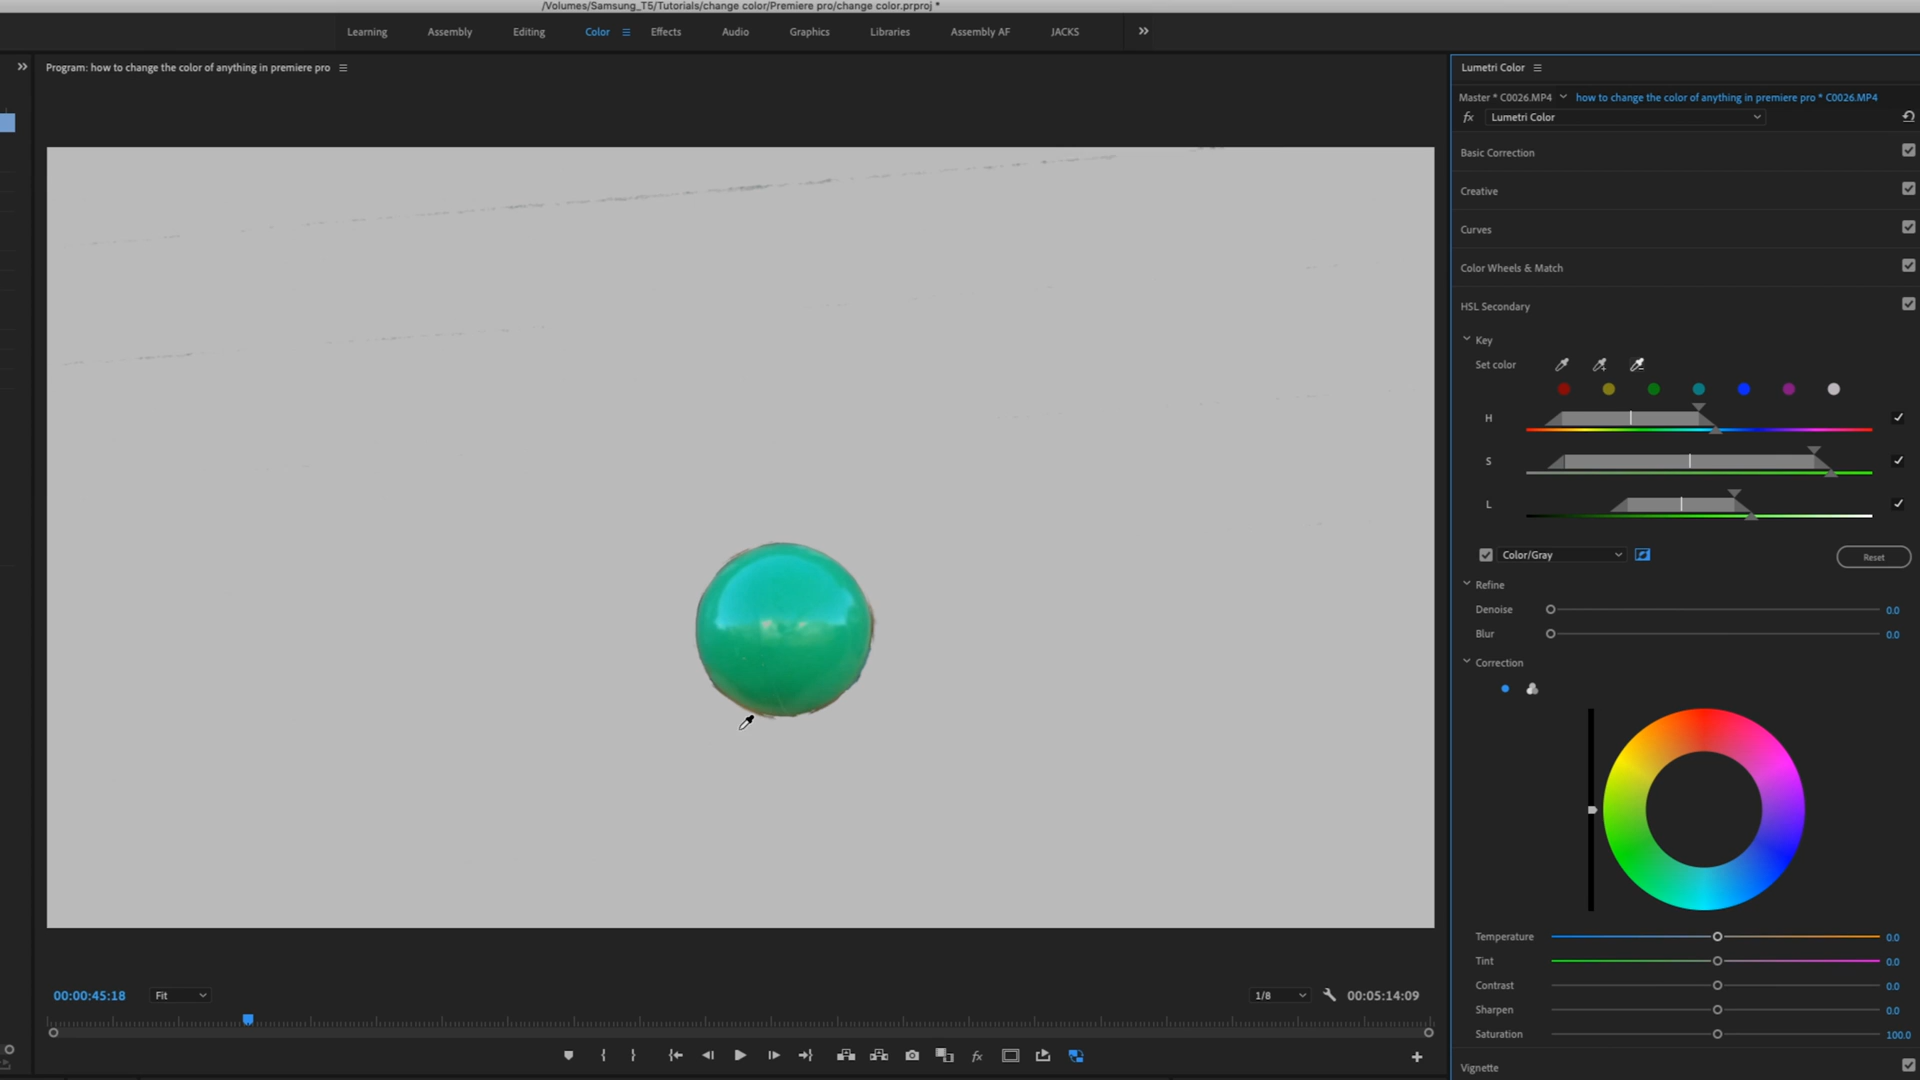 /Volumes/Samsung_T5/Tutorials/change color/Premiere pro/change color.prproj *
Learning Assembly Editing Color Effects Audio Graphics Libraries Assembly AF JACKS
Program: how to change the color of anything in premiere pro
Lumetri Color
Master * C0026.MP4 how to change the color of anything in premiere pro * C0026.MP4
fx Lumetri Color
Basic Correction
Creative
Curves
Color Wheels & Match
HSL Secondary
Key
Set color
H
S
L
Color/Gray Reset
Refine
Denoise 0.0
Blur 0.0
Correction
Temperature 0.0
Tint 0.0
Contrast 0.0
Sharpen 0.0
Saturation 100.0
Vignette
00:00:45:18 Fit 1/8 00:05:14:09
fx